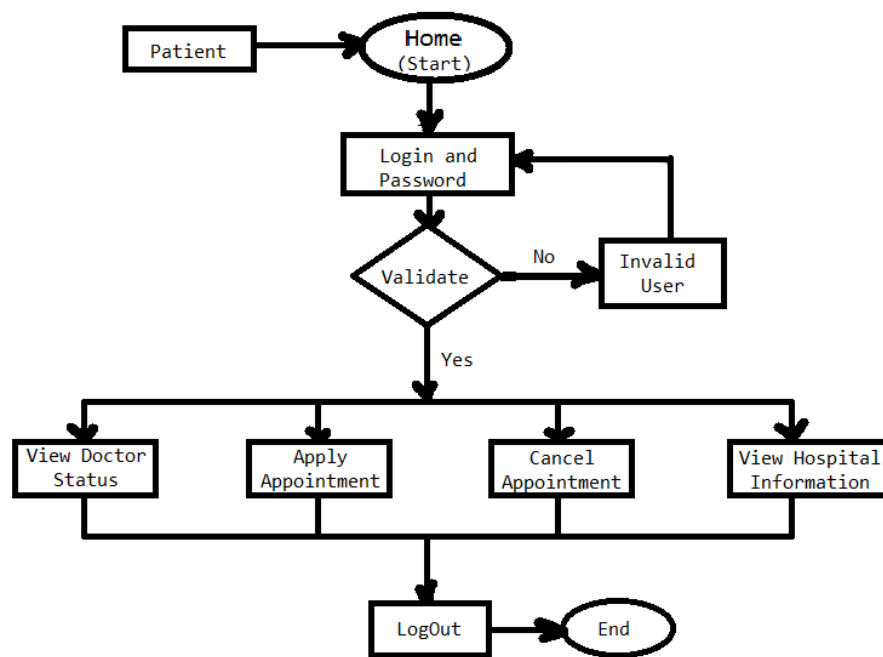 Patient
Home
(Start)
Login and
Password
Validate
No
Invalid
User
Yes
View Doctor
Status
Apply
Appointment
Cancel
Appointment
View Hospital
Information
LogOut
End